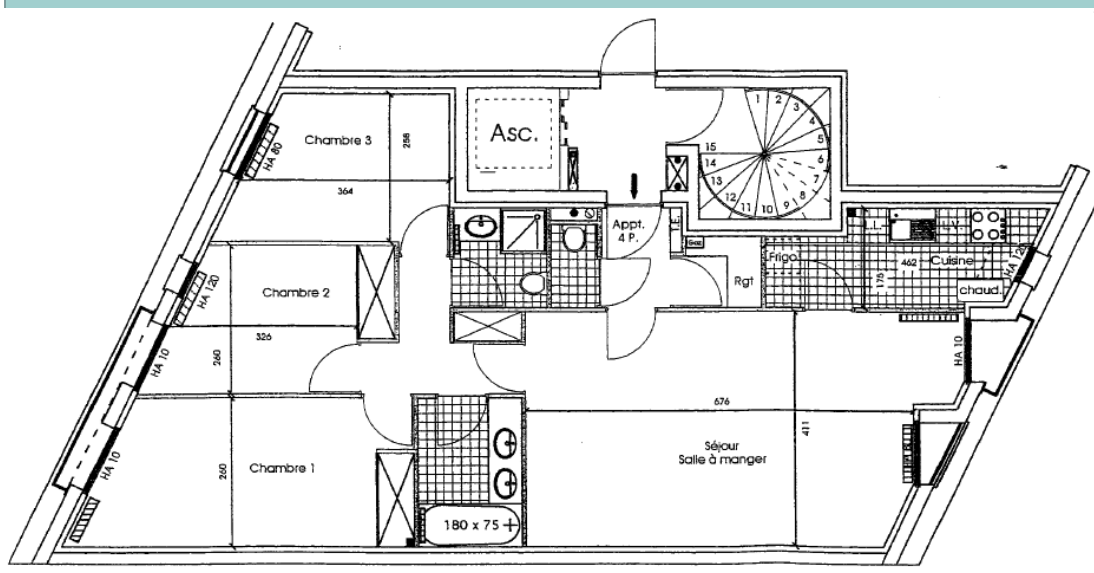 Asc.
1
2
3
4
5
6
7
8
9
10
11
12
13
14
15
Chambre 3
258
364
HA 80
Appt.
4 P.
Gaz
Rgt
Frigo
L.L.
L.V.
462
Cuisine
175
chaud.
HA 120
HA 10
Chambre 2
HA 120
326
260
HA 10
676
411
Séjour
Salle à manger
Chambre 1
260
HA 10
180 x 75